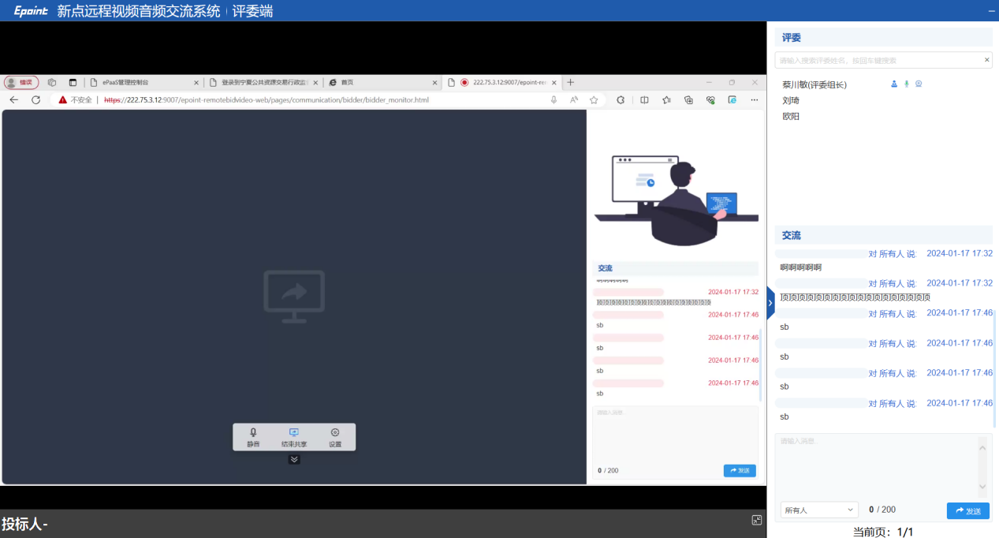 Epoint 新点远程视频音频交流系统 | 评委端
错误
ePaaS管理控制台
登录到宁夏公共资源交易行政监
首页
222.75.3.12:9007/epoint-rem
不安全 | https://222.75.3.12:9007/epoint-remotebidvideo-web/pages/communication/bidder/bidder_monitor.html
交流
啊啊啊啊啊
2024-01-17 17:32
顶顶顶顶顶顶顶顶顶顶顶顶顶顶顶顶顶顶
2024-01-17 17:46
sb
2024-01-17 17:46
sb
2024-01-17 17:46
sb
2024-01-17 17:46
sb
请输入消息
0 / 200
发送
静音
结束共享
设置
投标人-
评委
请输入搜索评委姓名，按回车键搜索
蔡川敏(评委组长)
刘琦
欧阳
交流
对 所有人 说: 2024-01-17 17:32
啊啊啊啊啊
对 所有人 说: 2024-01-17 17:32
顶顶顶顶顶顶顶顶顶顶顶顶顶顶顶顶顶顶
对 所有人 说: 2024-01-17 17:46
sb
对 所有人 说: 2024-01-17 17:46
sb
对 所有人 说: 2024-01-17 17:46
sb
对 所有人 说: 2024-01-17 17:46
sb
请输入消息...
所有人
0 / 200
发送
当前页：1/1